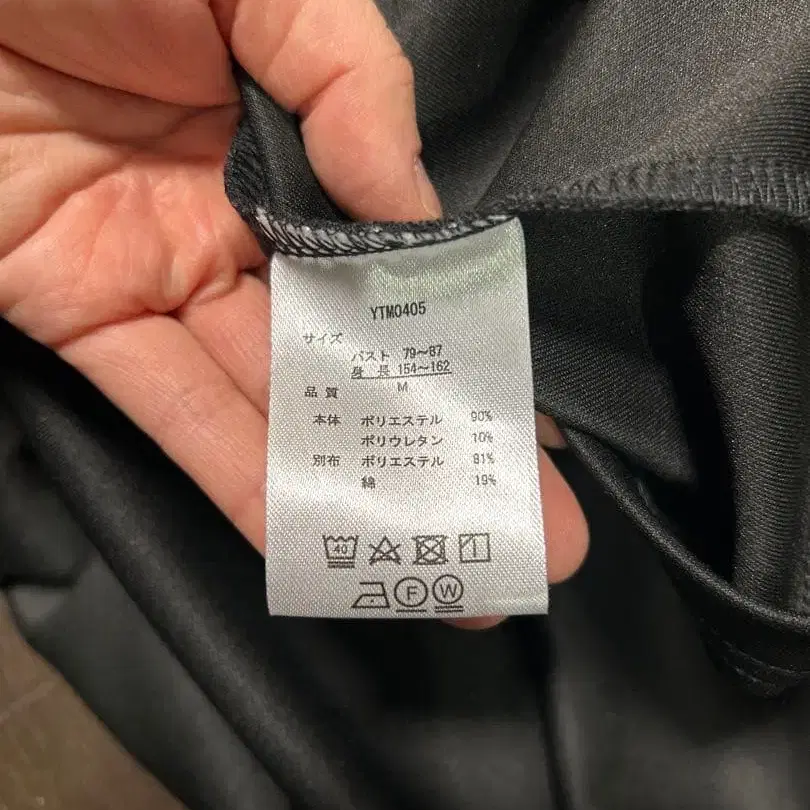 YTM0405
サイズ
バスト 79〜87
身 長 154〜162
M
品質
本体 ポリエステル 90%
ポリウレタン 10%
別布 ポリエステル 81%
綿 19%
40
F W